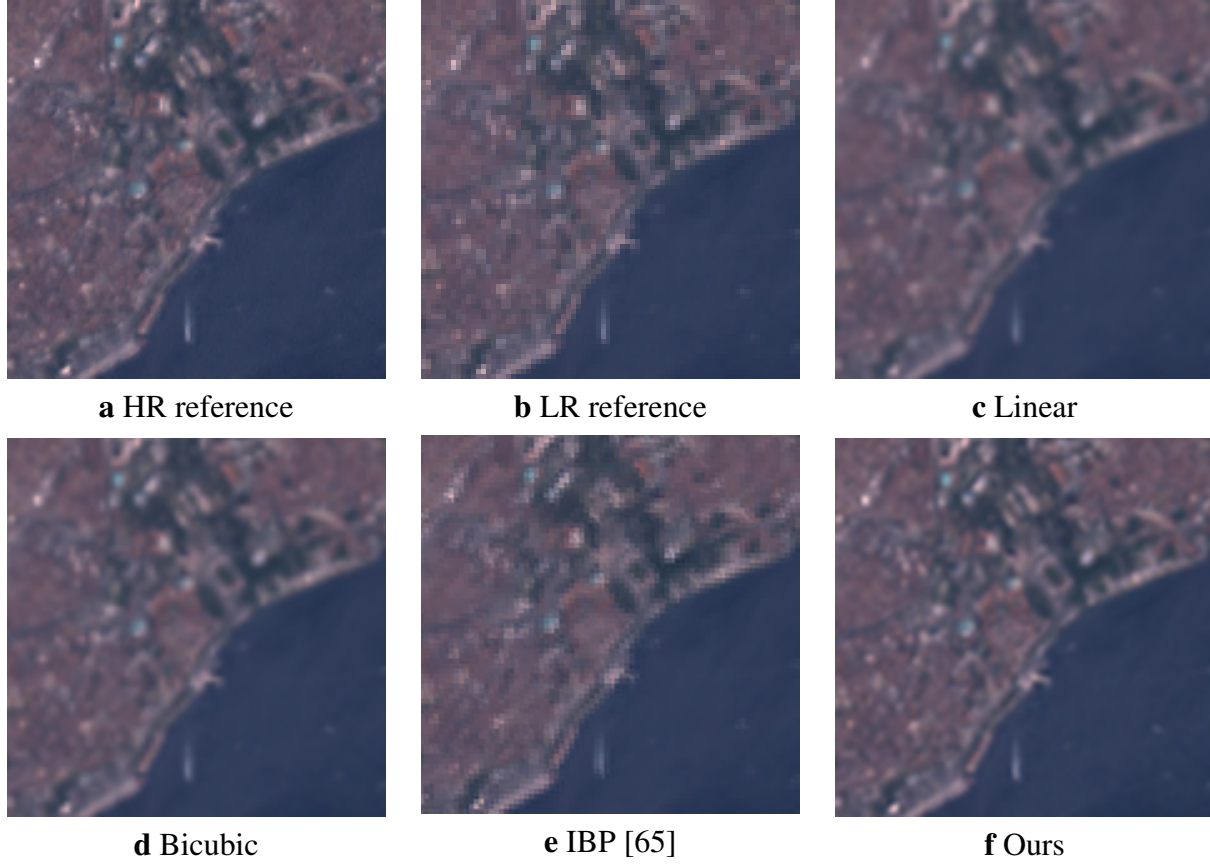 a HR reference
b LR reference
c Linear
d Bicubic
e IBP [65]
f Ours